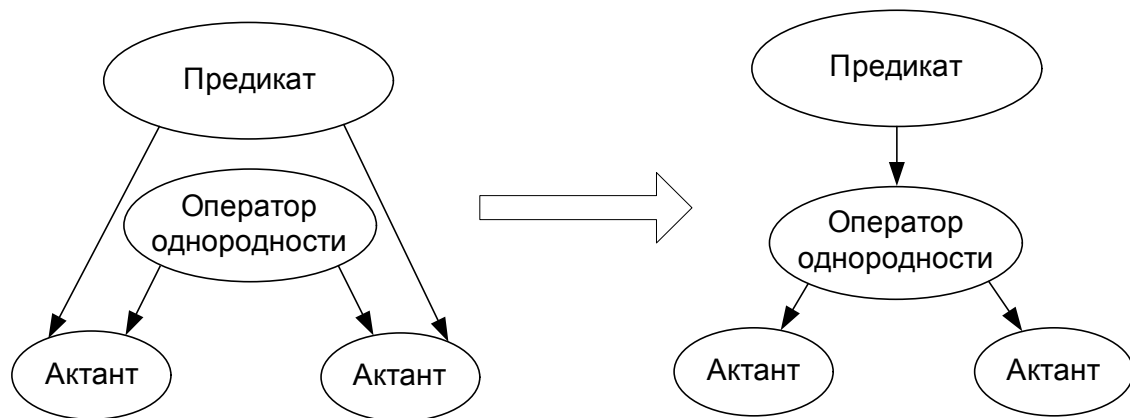 Предикат
Оператор
однородности
Актант
Актант
Предикат
Оператор
однородности
Актант
Актант